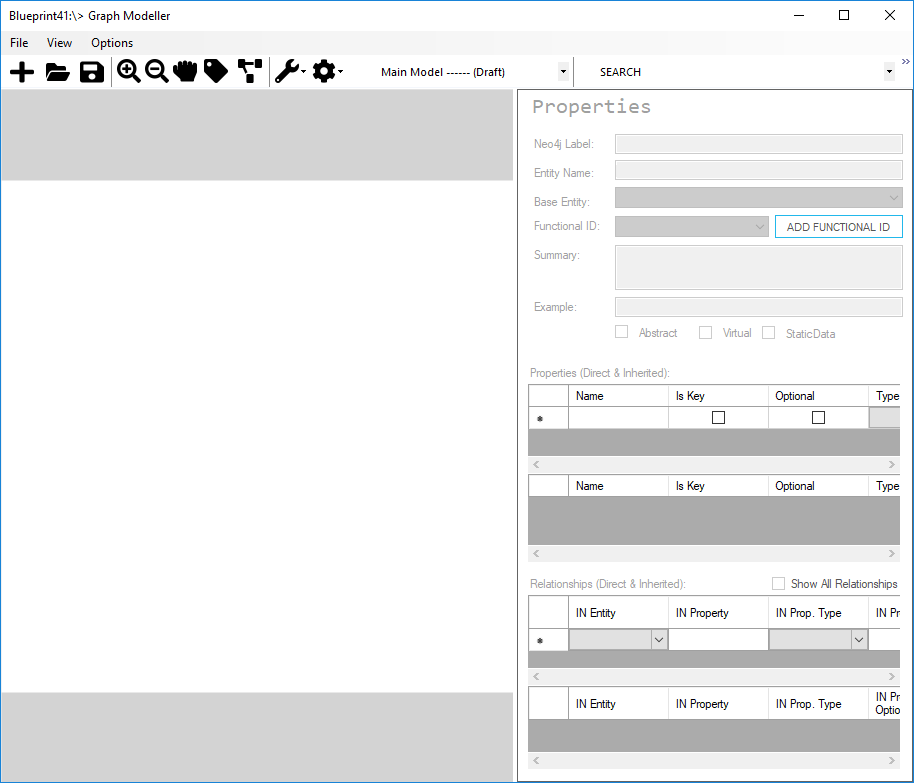 Blueprint41:\> Graph Modeller
File View Options
Main Model ------ (Draft) SEARCH
Properties
Neo4j Label:
Entity Name:
Base Entity:
Functional ID: ADD FUNCTIONAL ID
Summary:
Example:
Abstract Virtual StaticData
Properties (Direct & Inherited):
Name Is Key Optional Type
Name Is Key Optional Type
Relationships (Direct & Inherited): Show All Relationships
IN Entity IN Property IN Prop. Type IN Pr
IN Entity IN Property IN Prop. Type IN Pr
Optio